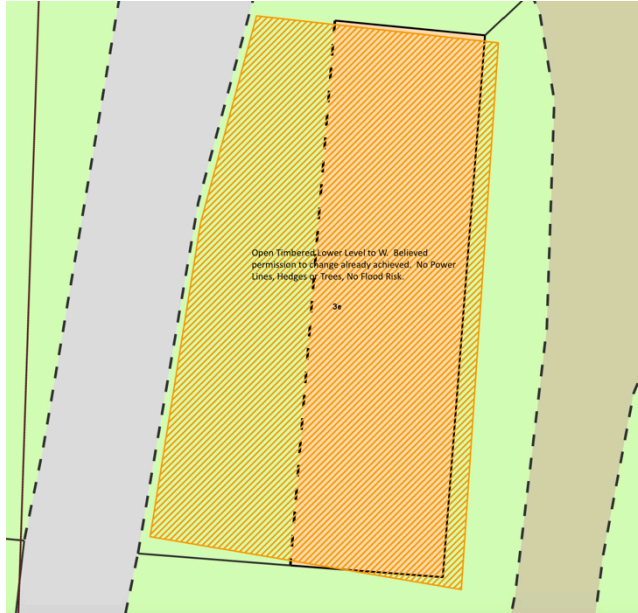 Open Timbered Lower Level to W.  Believed
permission to change already achieved.  No Power
Lines, Hedges or Trees, No Flood Risk.
3e